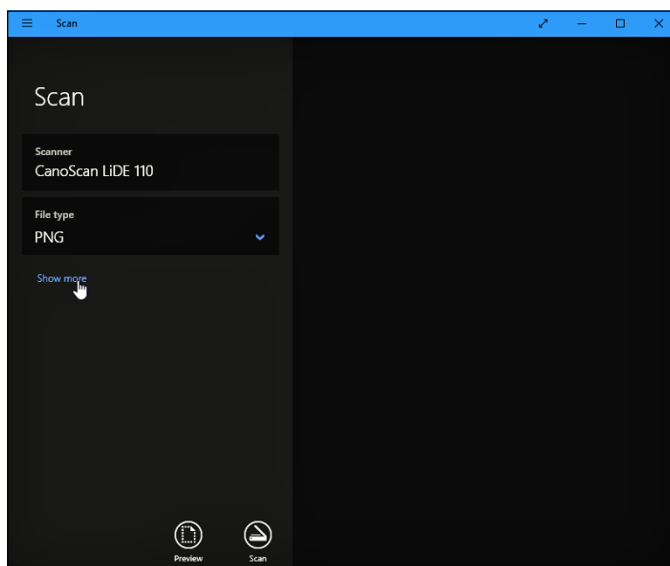 Scan
Scan
Scanner
CanoScan LiDE 110
File type
PNG
Show more
Preview
Scan